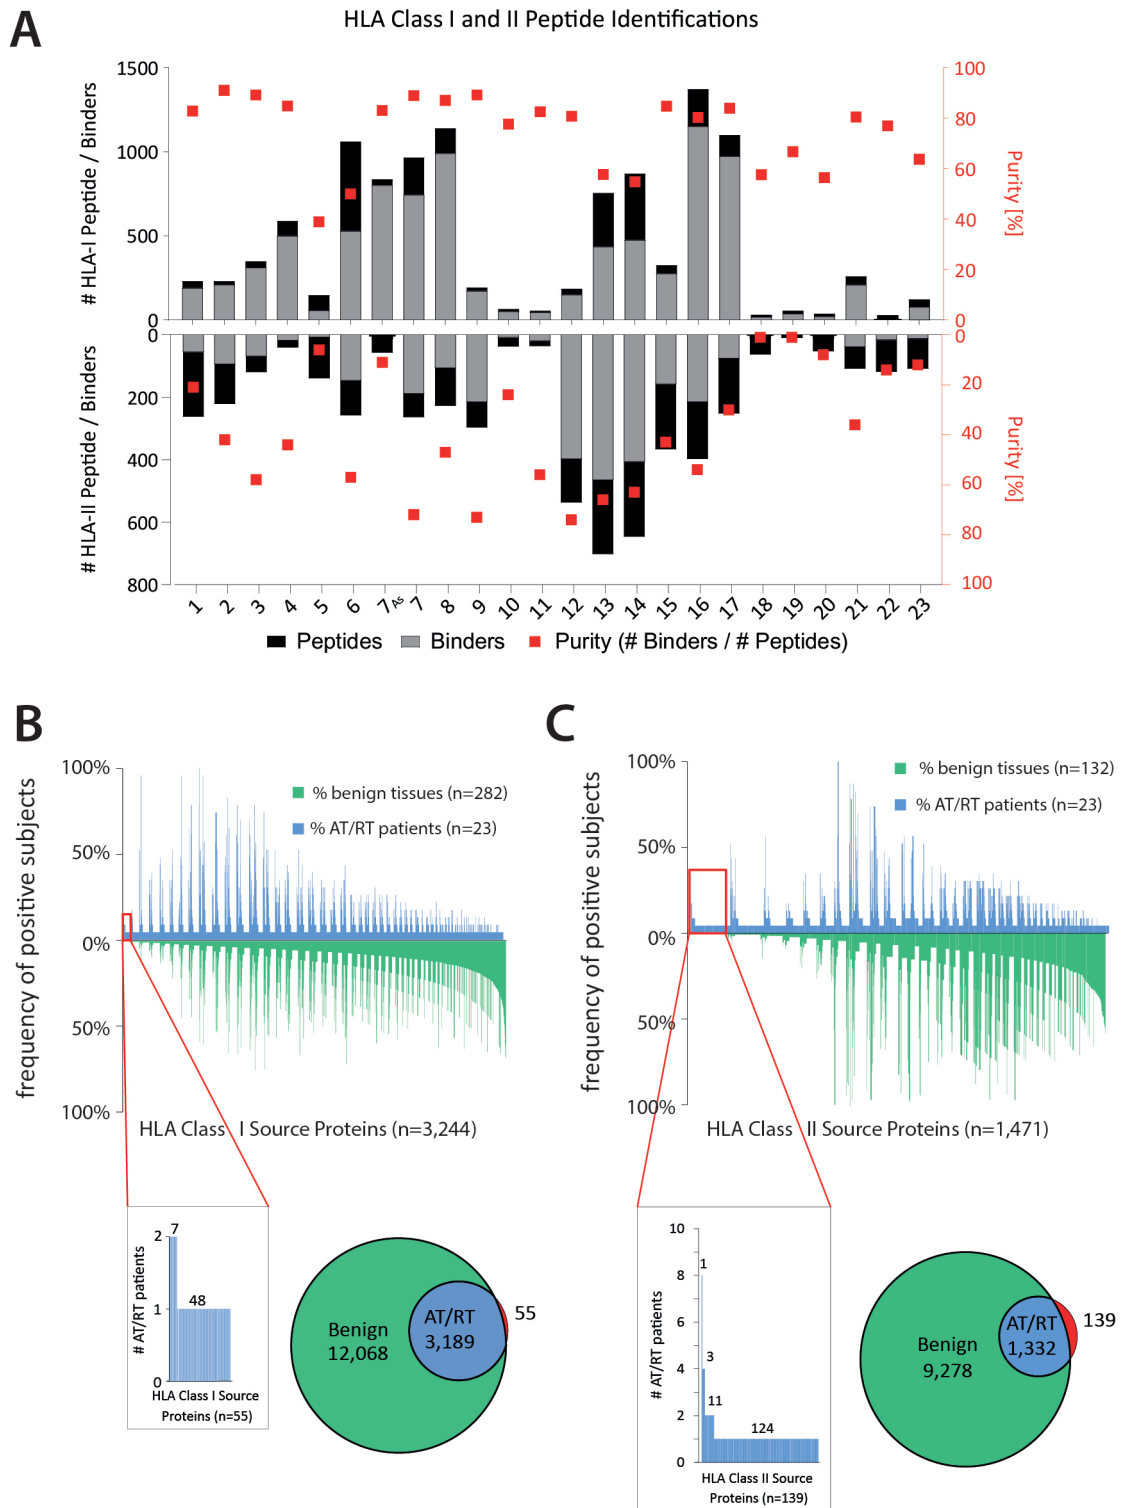 A
HLA Class I and II Peptide Identifications
# HLA-I Peptide / Binders
1500
1000
500
0
100
80
60
40
20
0
Purity [%]
# HLA-II Peptide / Binders
0
200
400
600
800
0
20
40
60
80
100
Purity [%]
1 2 3 4 5 6 7AS 7 8 9 10 11 12 13 14 15 16 17 18 19 20 21 22 23
Peptides Binders Purity (# Binders / # Peptides)
B
frequency of positive subjects
100%
50%
0%
50%
100%
% benign tissues (n=282)
% AT/RT patients (n=23)
HLA Class I Source Proteins (n=3,244)
# AT/RT patients
2
1
0
7
48
HLA Class I Source
Proteins (n=55)
Benign
12,068
AT/RT
3,189
55
C
frequency of positive subjects
100%
50%
0%
50%
100%
% benign tissues (n=132)
% AT/RT patients (n=23)
HLA Class II Source Proteins (n=1,471)
# AT/RT patients
10
8
6
4
2
0
1
3
11
124
HLA Class II Source
Proteins (n=139)
Benign
9,278
AT/RT
1,332
139